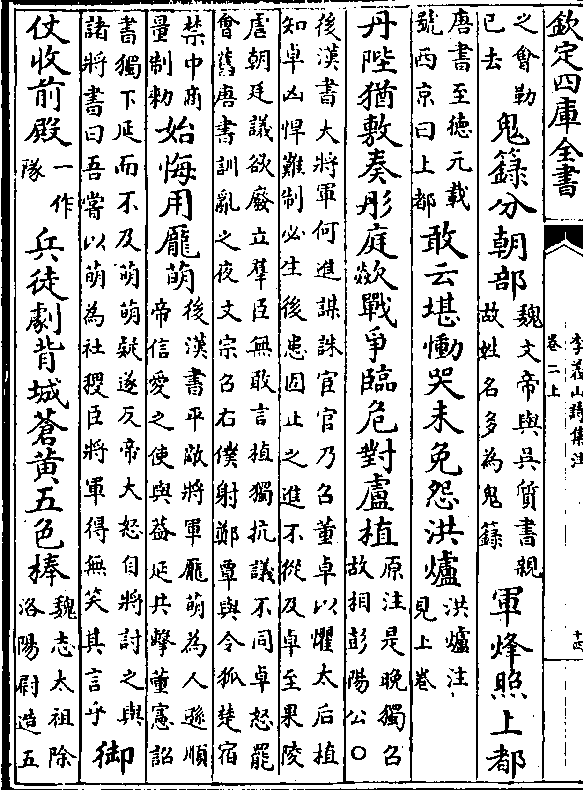 欽定四庫全書
李義山詩集注
卷二上
十四
之會勒
已去
鬼籙分朝部
魏文帝與吳質書親
故姓名多為鬼籙
軍烽照上都
唐書至德元載
號西京曰上都
敢云堪慟哭未免怨洪爐
洪爐注
見上卷
丹陛猶敷奏彤庭歘戰爭臨危對盧植
原注是晚獨召
故相彭陽公○
後漢書大將軍何進謀誅宦官乃召董卓以懼太后植
知卓凶悍難制必生後患固止之進不從及卓至果陵
虐朝廷議欲廢立羣臣無敢言植獨抗議不同卓怒罷
會舊唐書訓亂之夜文宗召右僕射鄭覃與令狐楚宿
禁中商
量制勅
始悔用龐萌
後漢書平敵將軍龐萌為人遜順
帝信愛之使與葢延共擊董憲詔
書獨下延而不及萌萌疑遂反帝大怒自將討之與
諸將書曰吾嘗以萌為社稷臣將軍得無笑其言乎
御
仗收前殿
一作
隊
兵徒劇背城蒼黃五色棒
魏志太祖除
洛陽尉造五